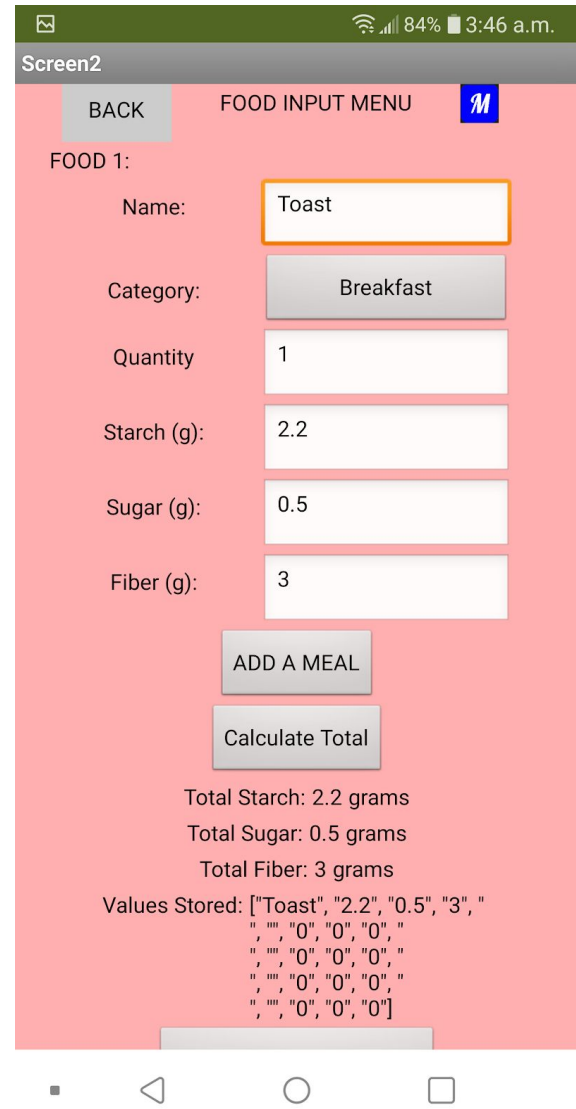 84% 3:46 a.m.
Screen2
BACK FOOD INPUT MENU M
FOOD 1:
Name: Toast
Category: Breakfast
Quantity 1
Starch (g): 2.2
Sugar (g): 0.5
Fiber (g): 3
ADD A MEAL
Calculate Total
Total Starch: 2.2 grams
Total Sugar: 0.5 grams
Total Fiber: 3 grams
Values Stored: ["Toast", "2.2", "0.5", "3", "
", "", "0", "0", "0", "
", "", "0", "0", "0", "
", "", "0", "0", "0", "
", "", "0", "0", "0"]